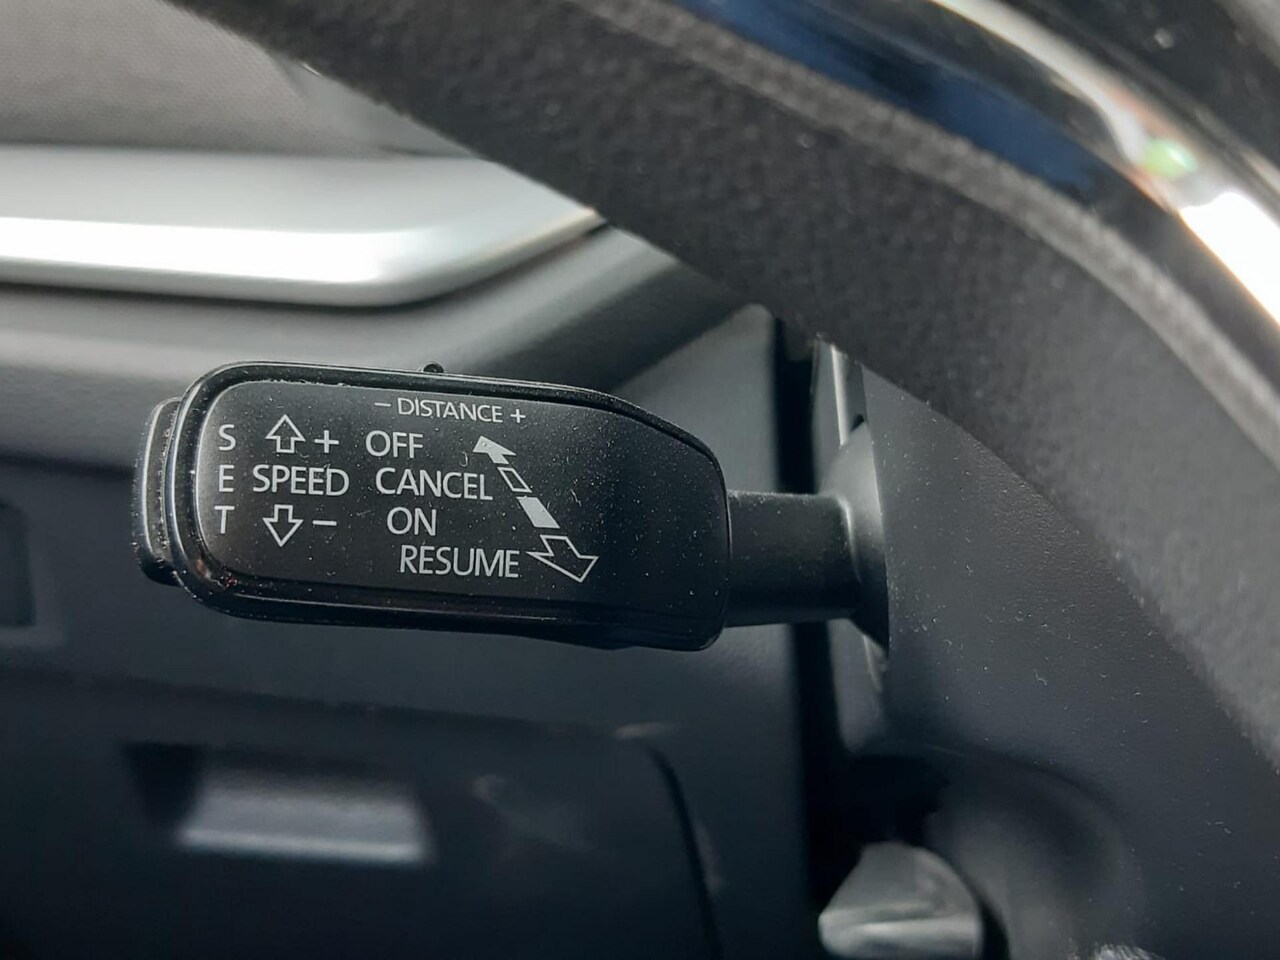 − DISTANCE +
S + OFF
E SPEED CANCEL
T − ON
RESUME